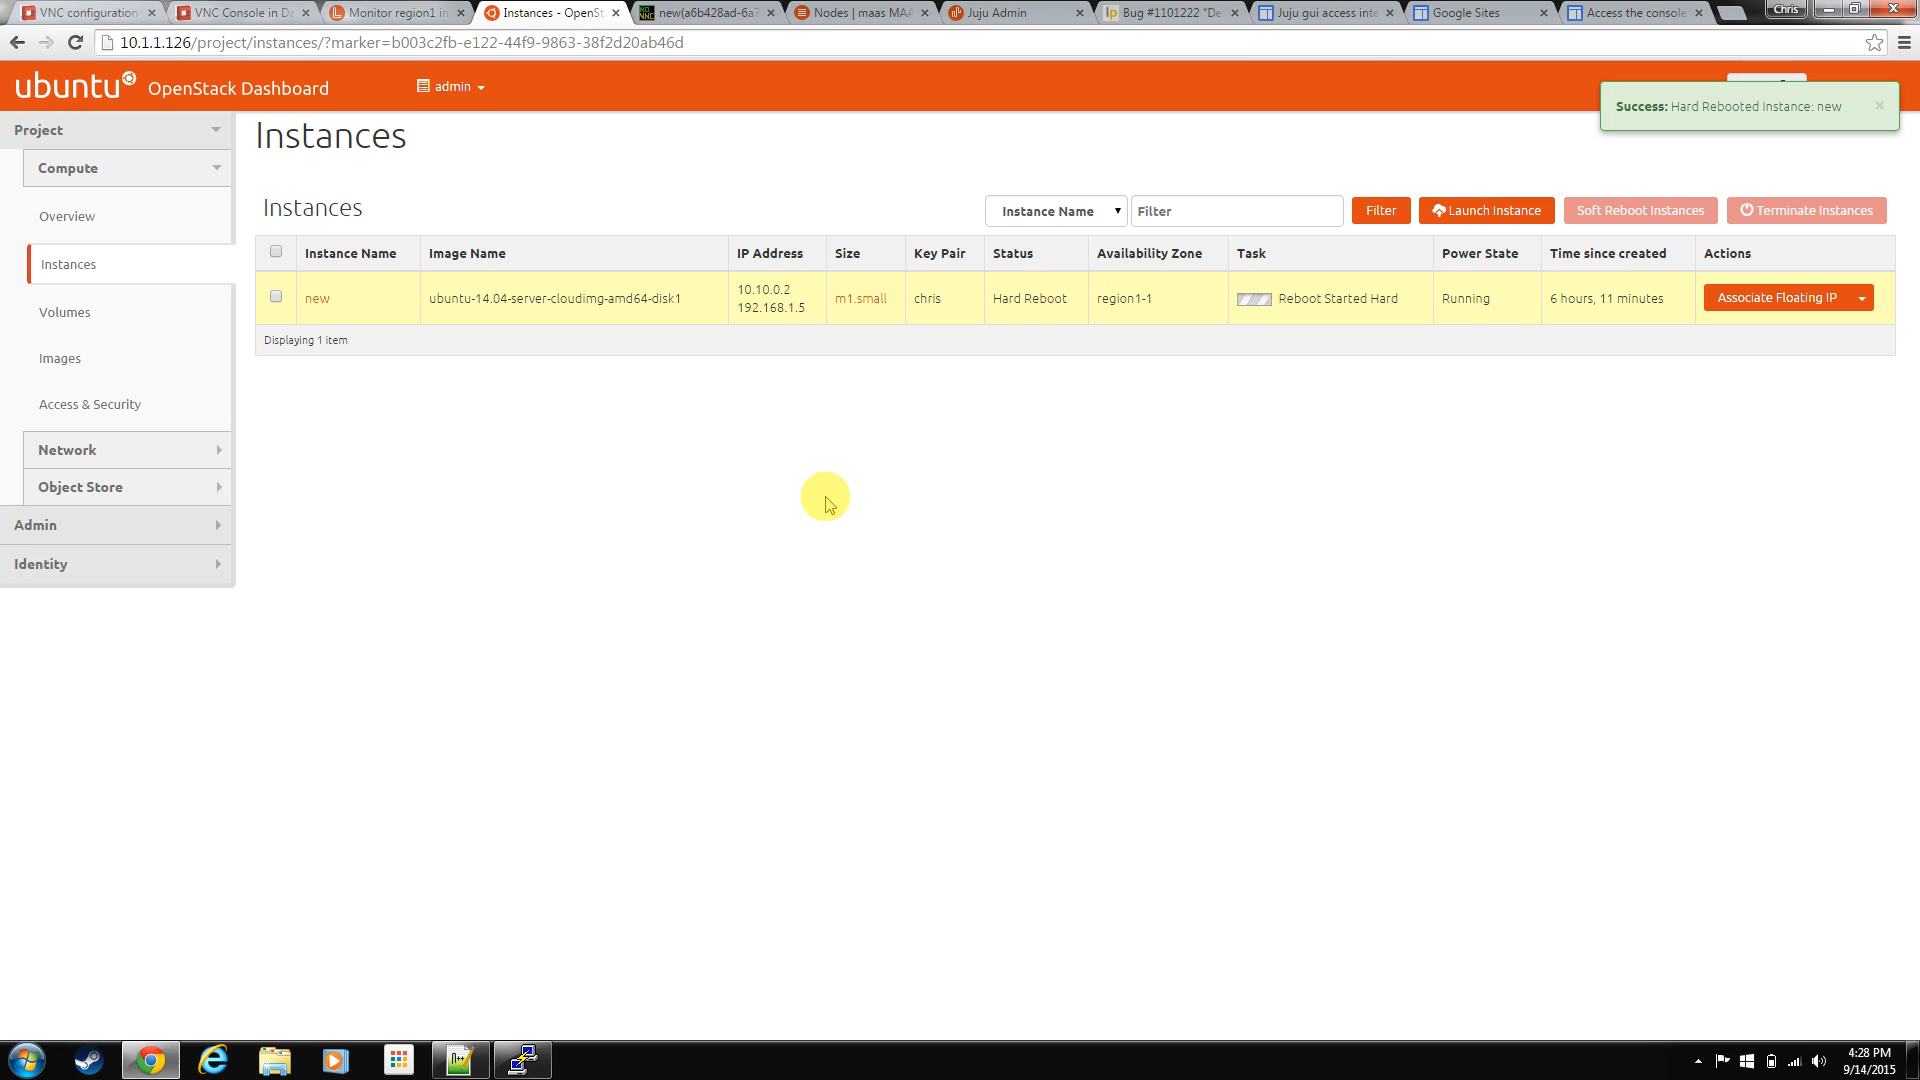 VNC configuration
VNC Console in Da
Monitor region1 in
Instances - OpenSt
new(a6b428ad-6a7
Nodes | maas MAA
Juju Admin
Bug #1101222 "De
Juju gui access inte
Google Sites
Access the console
Chris
10.1.1.126/project/instances/?marker=b003c2fb-e122-44f9-9863-38f2d20ab46d
ubuntu OpenStack Dashboard
admin
Success: Hard Rebooted Instance: new ×
Project
Compute
Overview
Instances
Volumes
Images
Access & Security
Network
Object Store
Admin
Identity
Instances
Instances
Instance Name Filter Filter Launch Instance Soft Reboot Instances Terminate Instances
Instance Name Image Name IP Address Size Key Pair Status Availability Zone Task Power State Time since created Actions
new ubuntu-14.04-server-cloudimg-amd64-disk1 10.10.0.2 m1.small chris Hard Reboot region1-1 Reboot Started Hard Running 6 hours, 11 minutes Associate Floating IP
192.168.1.5
Displaying 1 item
4:28 PM
9/14/2015